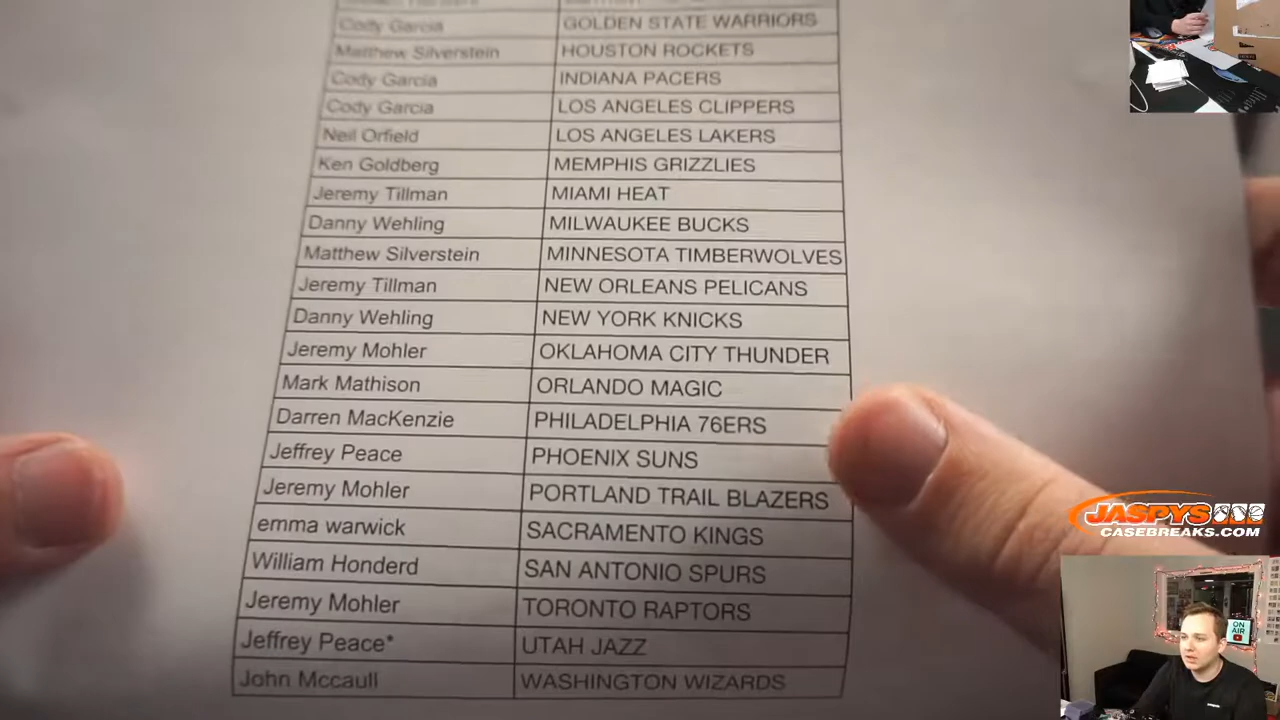 Cody Garcia GOLDEN STATE WARRIORS
Matthew Silverstein HOUSTON ROCKETS
Cody Garcia INDIANA PACERS
Cody Garcia LOS ANGELES CLIPPERS
Neil Orfield LOS ANGELES LAKERS
Ken Goldberg MEMPHIS GRIZZLIES
Jeremy Tillman MIAMI HEAT
Danny Wehling MILWAUKEE BUCKS
Matthew Silverstein MINNESOTA TIMBERWOLVES
Jeremy Tillman NEW ORLEANS PELICANS
Danny Wehling NEW YORK KNICKS
Jeremy Mohler OKLAHOMA CITY THUNDER
Mark Mathison ORLANDO MAGIC
Darren MacKenzie PHILADELPHIA 76ERS
Jeffrey Peace PHOENIX SUNS
Jeremy Mohler PORTLAND TRAIL BLAZERS
emma warwick SACRAMENTO KINGS
William Honderd SAN ANTONIO SPURS
Jeremy Mohler TORONTO RAPTORS
Jeffrey Peace* UTAH JAZZ
John Mccaull WASHINGTON WIZARDS
JASPYS
CASEBREAKS.COM
ON
AIR